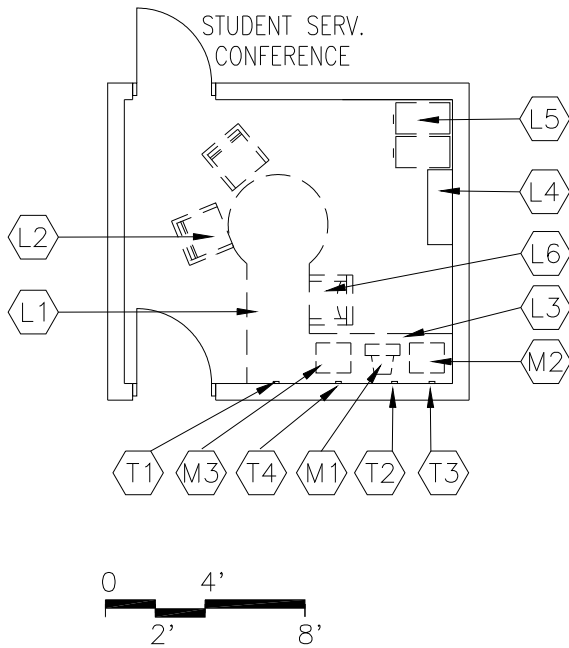 STUDENT SERV.
CONFERENCE
L5
L4
L2
L6
L1
L3
M2
T1 M3 T4 M1 T2 T3
0 4'
2' 8'